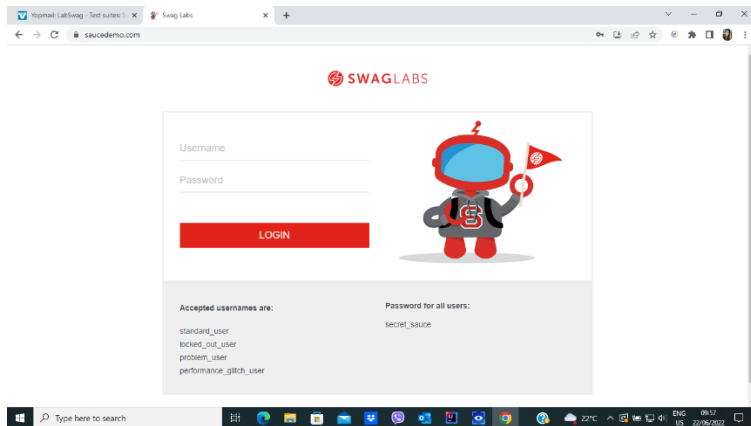 Yopmail: LabSwag - Test suites: S
Swag Labs
saucedemo.com
SWAGLABS
Username
Password
LOGIN
Accepted usernames are:
standard_user
locked_out_user
problem_user
performance_glitch_user
Password for all users:
secret_sauce
Type here to search
22°C
ENG
US
09:57
22/06/2022